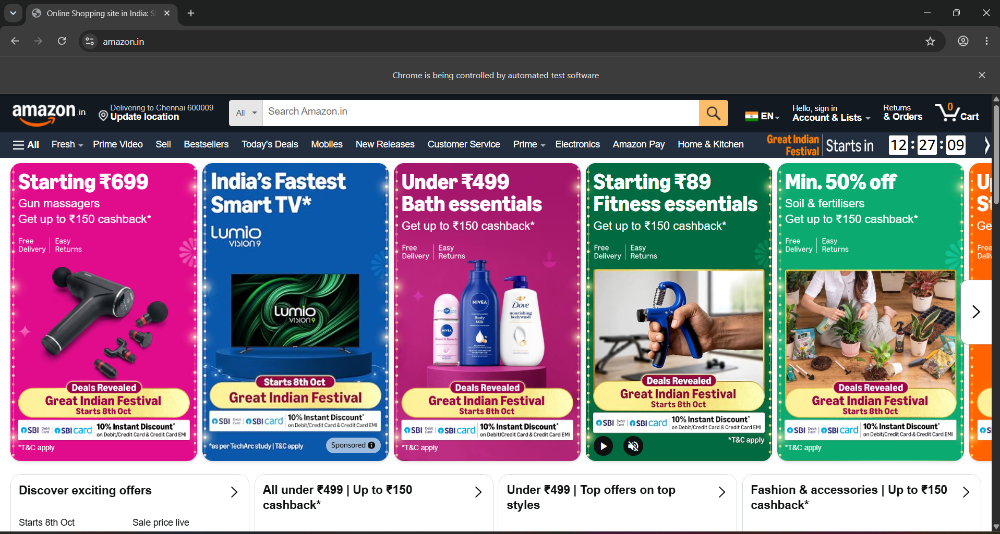 Online Shopping site in India: S
amazon.in
Chrome is being controlled by automated test software
amazon.in
Delivering to Chennai 600009
Update location
All
Search Amazon.in
EN
Hello, sign in
Account & Lists
Returns
& Orders
0
Cart
All
Fresh
Prime Video
Sell
Bestsellers
Today's Deals
Mobiles
New Releases
Customer Service
Prime
Electronics
Amazon Pay
Home & Kitchen
Great Indian
Festival
Starts in
12 : 27 : 09
Starting ₹699
Gun massagers
Get up to ₹150 cashback*
Free
Delivery
Easy
Returns
Deals Revealed
Great Indian Festival
Starts 8th Oct
SBI Debit Card
SBI card
10% Instant Discount*
on Debit/Credit Card & Credit Card EMI
*T&C apply
India's Fastest
Smart TV*
Lumio
VISION 9
Lumio
VISION 9
Starts 8th Oct
Great Indian Festival
SBI Debit Card
SBI card
10% Instant Discount*
on Debit/Credit Card & Credit Card EMI
*as per TechArc study | T&C apply
Sponsored
Under ₹499
Bath essentials
Get up to ₹150 cashback*
Free
Delivery
Easy
Returns
NIVEA
Pearl & Beauty
NIVEA
Body
Milk
Dove
nourishing
bodywash
Deals Revealed
Great Indian Festival
Starts 8th Oct
SBI Debit Card
SBI card
10% Instant Discount*
on Debit/Credit Card & Credit Card EMI
*T&C apply
Starting ₹89
Fitness essentials
Get up to ₹150 cashback*
Free
Delivery
Easy
Returns
Deals Revealed
Great Indian Festival
Starts 8th Oct
SBI Debit Card
SBI card
10% Instant Discount*
on Debit/Credit Card & Credit Card EMI
*T&C apply
Min. 50% off
Soil & fertilisers
Get up to ₹150 cashback*
Free
Delivery
Easy
Returns
Deals Revealed
Great Indian Festival
Starts 8th Oct
SBI Debit Card
SBI card
10% Instant Discount*
on Debit/Credit Card & Credit Card EMI
*T&C apply
U
St
Ge
Free
Deli
S
Discover exciting offers
Starts 8th Oct
Sale price live
All under ₹499 | Up to ₹150
cashback*
Under ₹499 | Top offers on top
styles
Fashion & accessories | Up to ₹150
cashback*